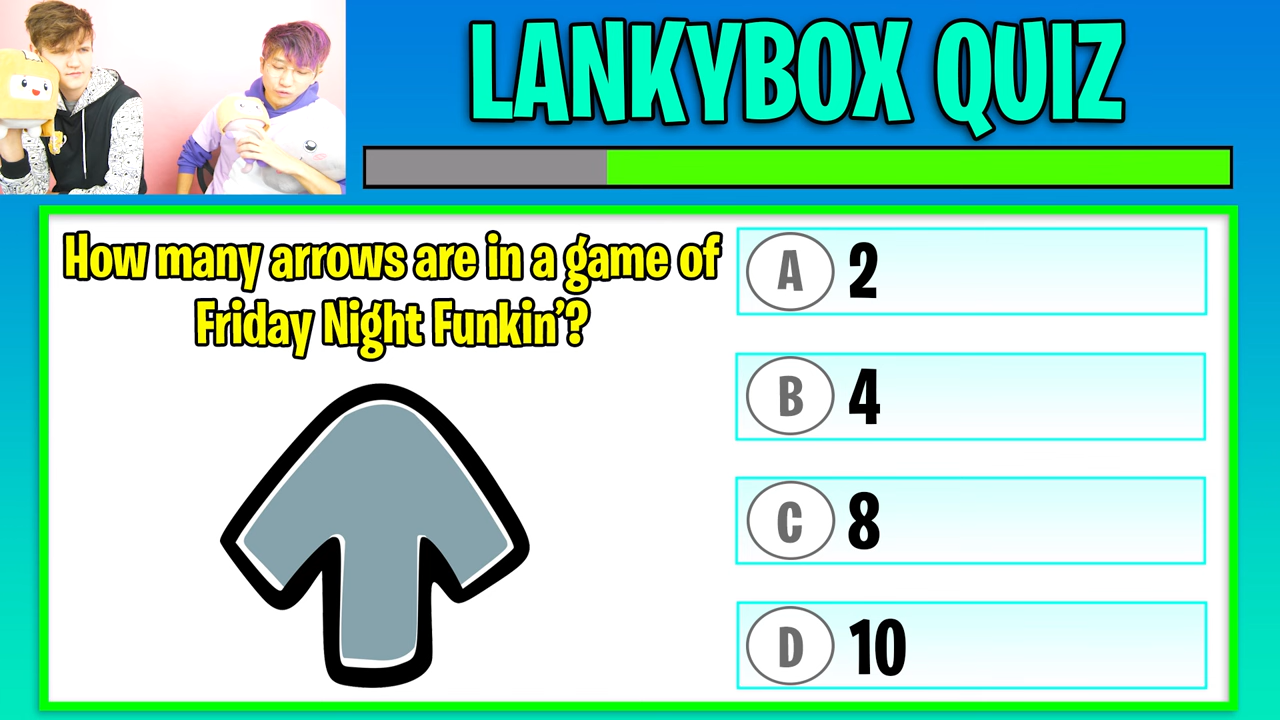 LANKYBOX QUIZ
How many arrows are in a game of
Friday Night Funkin'?
A 2
B 4
C 8
D 10